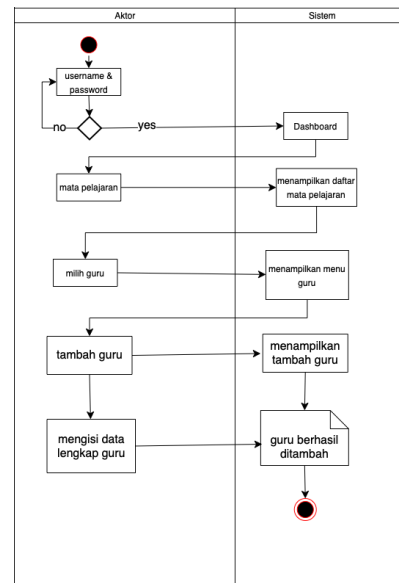 Aktor
Sistem
username &
password
no
yes
Dashboard
mata pelajaran
menampilkan daftar
mata pelajaran
milih guru
menampilkan menu
guru
tambah guru
menampilkan
tambah guru
mengisi data
lengkap guru
guru berhasil
ditambah